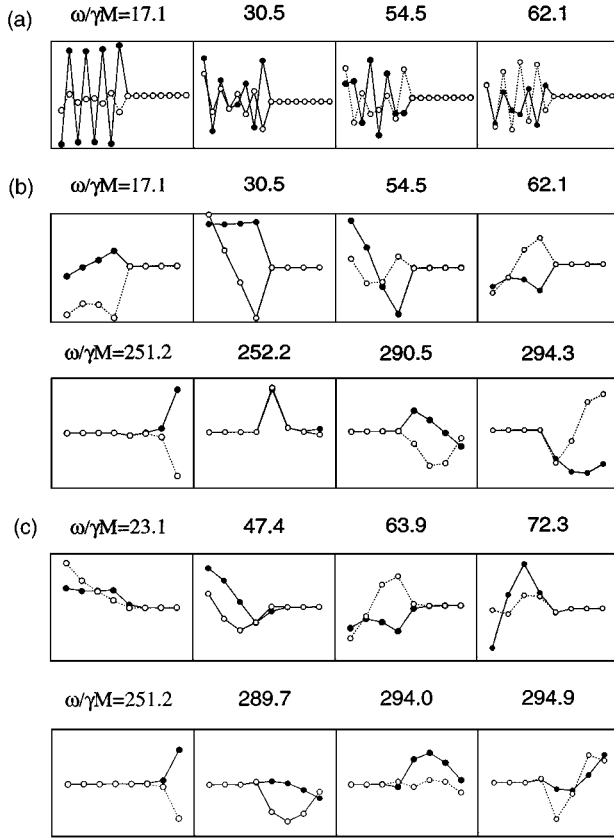 (a) ω/γM=17.1 30.5 54.5 62.1
(b) ω/γM=17.1 30.5 54.5 62.1
ω/γM=251.2 252.2 290.5 294.3
(c) ω/γM=23.1 47.4 63.9 72.3
ω/γM=251.2 289.7 294.0 294.9